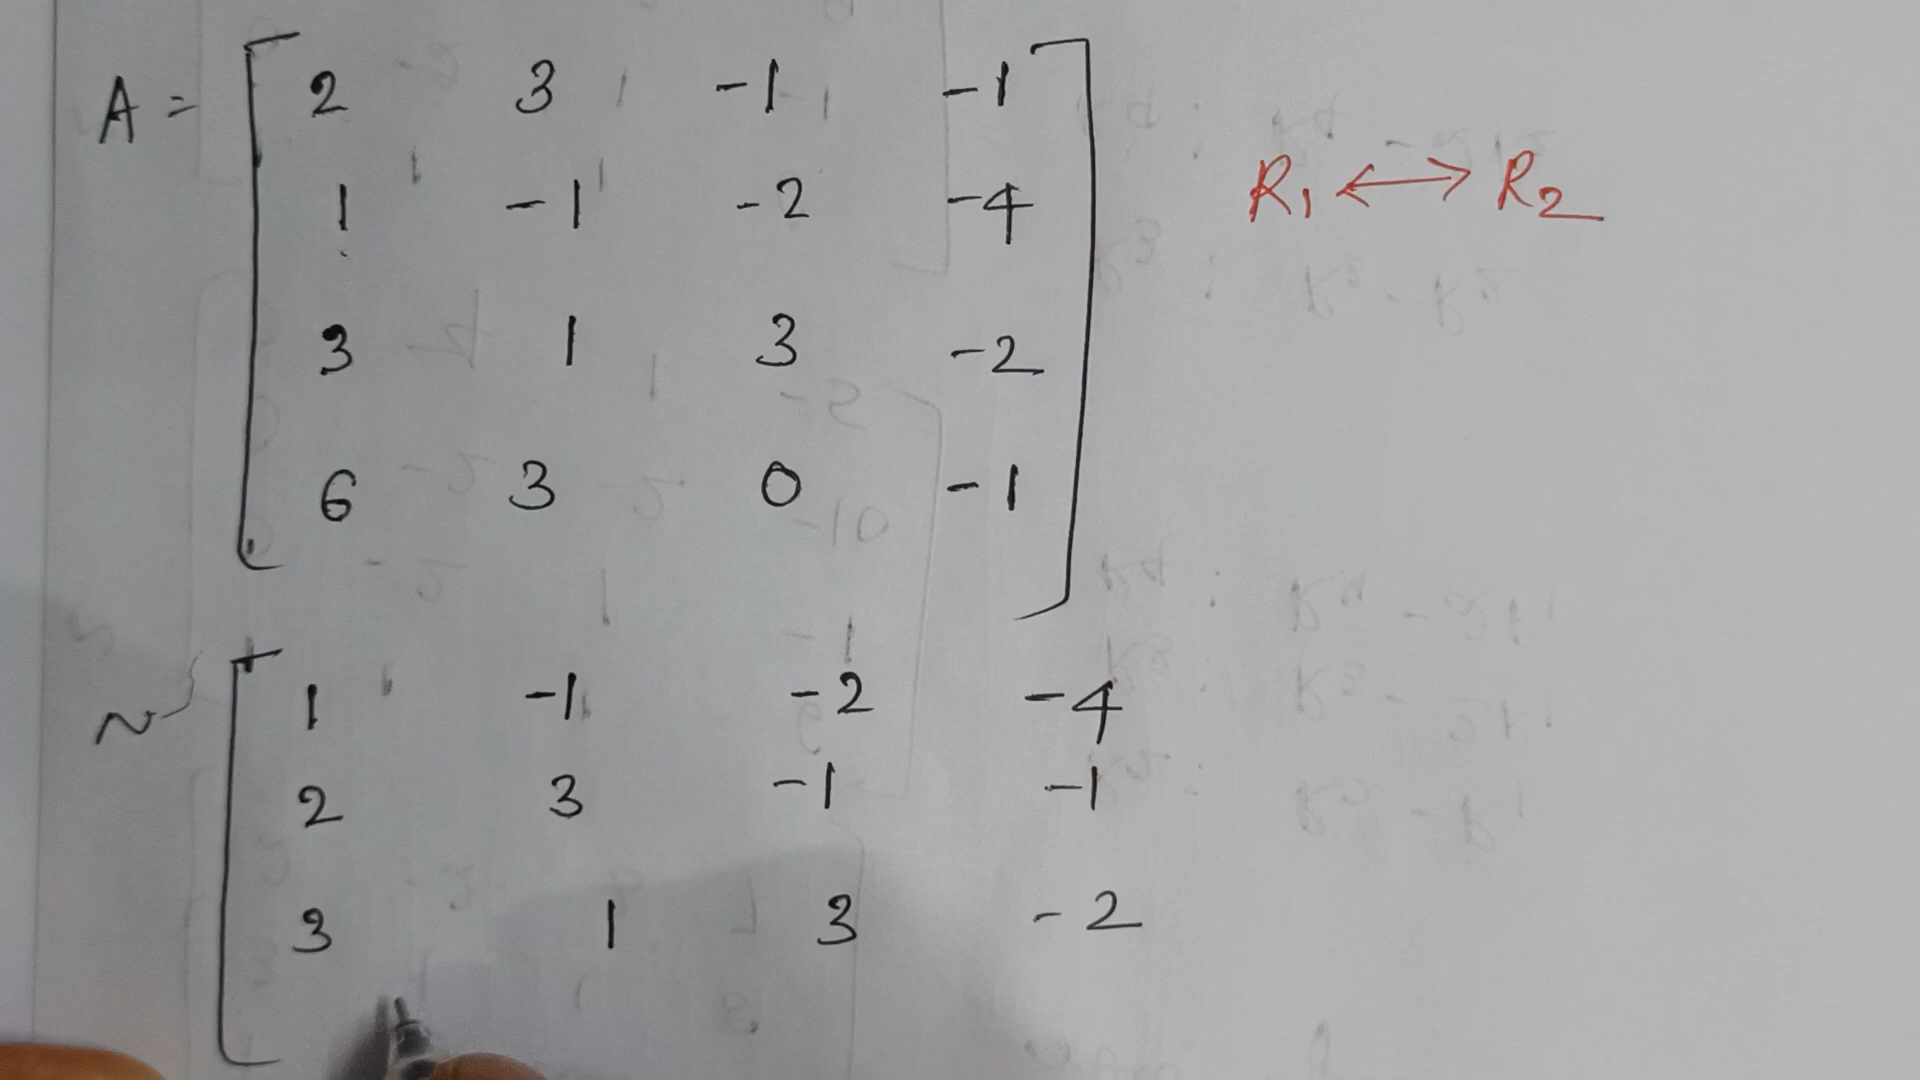 A = [ 2 3 -1 -1
1 -1 -2 -4
R1 ↔ R2
3 1 3 -2
6 3 0 -1 ]
~ [ 1 -1 -2 -4
2 3 -1 -1
3 1 3 -2